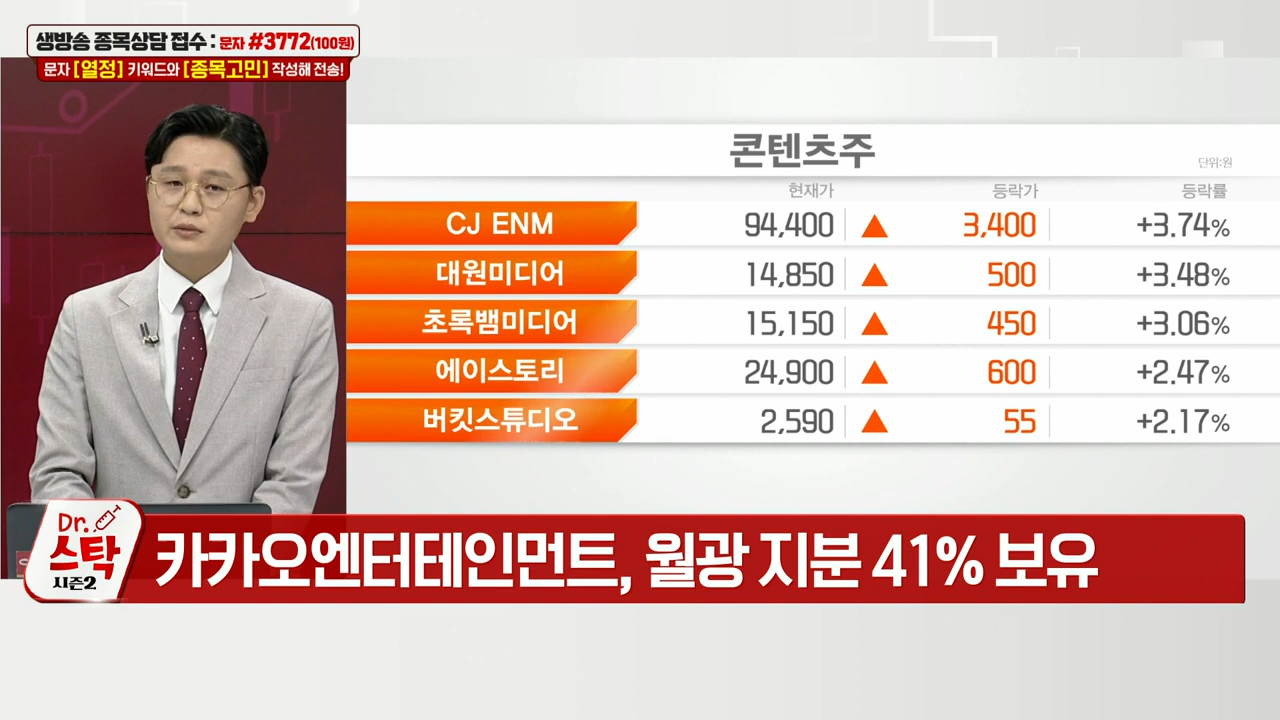 생방송 종목상담 접수 : 문자 #3772(100원)
문자 [열정] 키워드와 [종목고민] 작성해 전송!
콘텐츠주
단위:원
현재가 등락가 등락률
CJ ENM 94,400 ▲ 3,400 +3.74%
대원미디어 14,850 ▲ 500 +3.48%
초록뱀미디어 15,150 ▲ 450 +3.06%
에이스토리 24,900 ▲ 600 +2.47%
버킷스튜디오 2,590 ▲ 55 +2.17%
Dr.
스탁
시즌2
카카오엔터테인먼트, 월광 지분 41% 보유